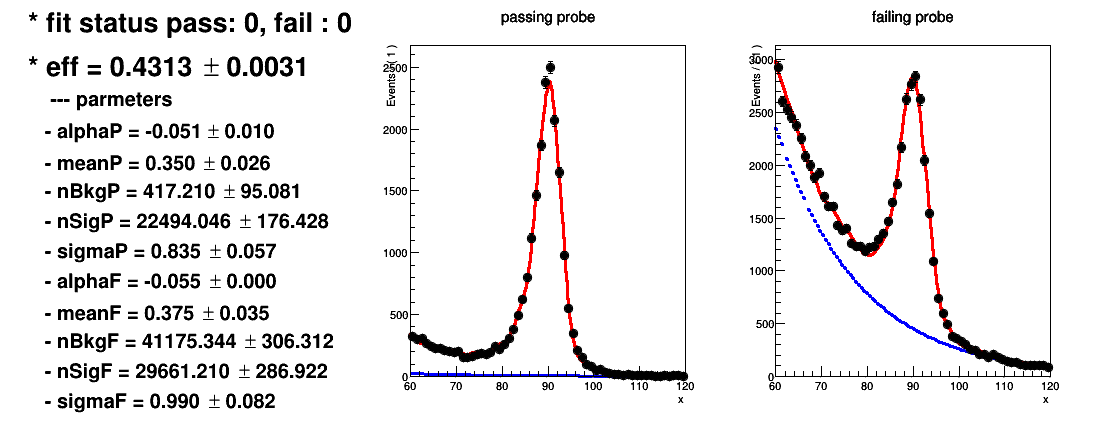 * fit status pass: 0, fail : 0
* eff = 0.4313 ± 0.0031
--- parmeters
- alphaP = -0.051 ± 0.010
- meanP = 0.350 ± 0.026
- nBkgP = 417.210 ± 95.081
- nSigP = 22494.046 ± 176.428
- sigmaP = 0.835 ± 0.057
- alphaF = -0.055 ± 0.000
- meanF = 0.375 ± 0.035
- nBkgF = 41175.344 ± 306.312
- nSigF = 29661.210 ± 286.922
- sigmaF = 0.990 ± 0.082
passing probe
Events / ( 1 )
2500
2000
1500
1000
500
0
60 70 80 90 100 110 120
x
failing probe
Events / ( 1 )
3000
2500
2000
1500
1000
500
0
60 70 80 90 100 110 120
x